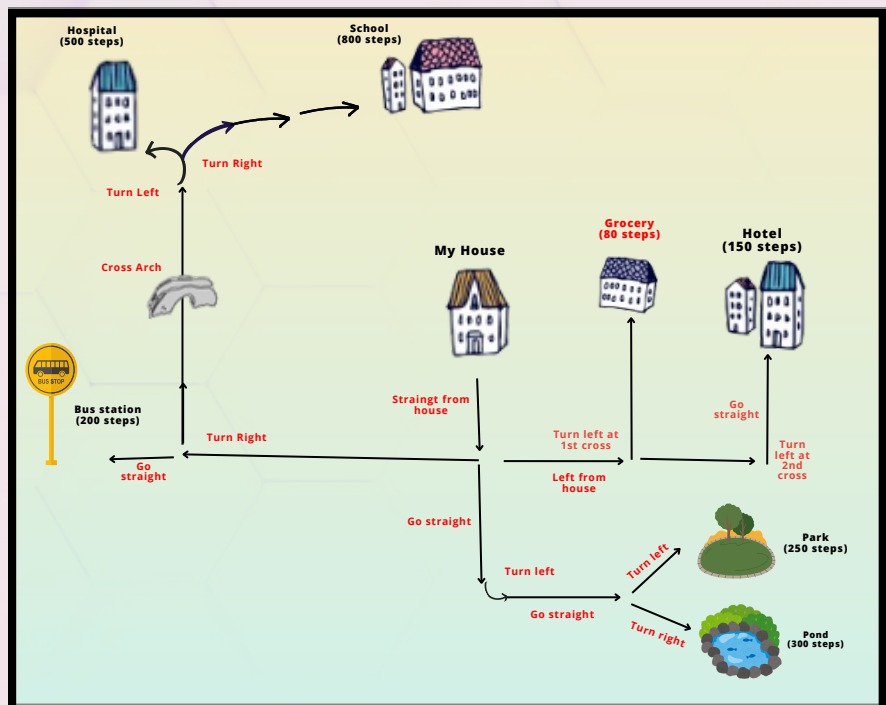 Hospital
(500 steps)
School
(800 steps)
Turn Right
Turn Left
Cross Arch
My House
Grocery
(80 steps)
Hotel
(150 steps)
BUS STOP
Bus station
(200 steps)
Straingt from
house
Turn Right
Go
straight
Turn left at
1st cross
Left from
house
Go
straight
Turn
left at
2nd
cross
Go straight
Turn left
Go straight
Turn left
Turn right
Park
(250 steps)
Pond
(300 steps)